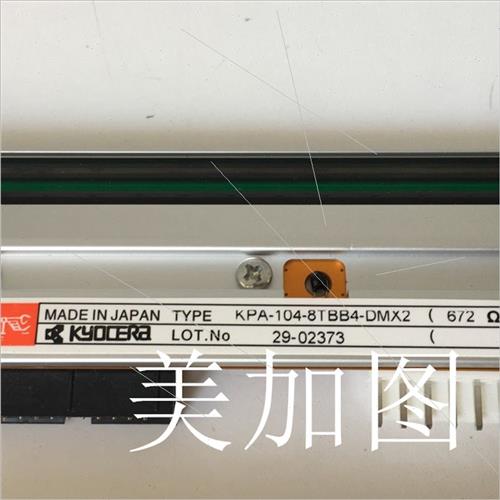 MADE IN JAPAN TYPE KPA-104-8TBB4-DMX2 ( 672 Ω
KYOCERA LOT.No 29-02373 (
美加图